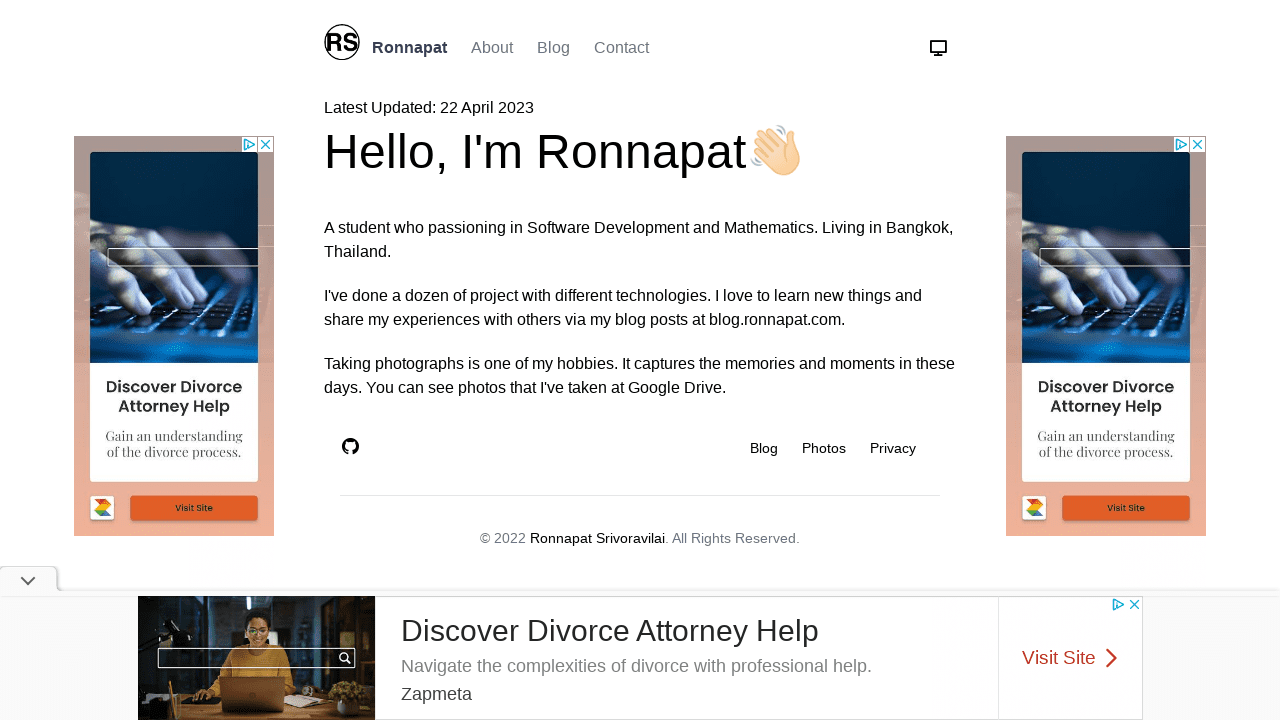 RS Ronnapat About Blog Contact
Latest Updated: 22 April 2023
Hello, I'm Ronnapat👋🏻
A student who passioning in Software Development and Mathematics. Living in Bangkok,
Thailand.
I've done a dozen of project with different technologies. I love to learn new things and
share my experiences with others via my blog posts at blog.ronnapat.com.
Taking photographs is one of my hobbies. It captures the memories and moments in these
days. You can see photos that I've taken at Google Drive.
Blog Photos Privacy
© 2022 Ronnapat Srivoravilai. All Rights Reserved.
Discover Divorce
Attorney Help
Gain an understanding
of the divorce process.
Visit Site
Discover Divorce
Attorney Help
Gain an understanding
of the divorce process.
Visit Site
Discover Divorce Attorney Help
Navigate the complexities of divorce with professional help.
Zapmeta
Visit Site